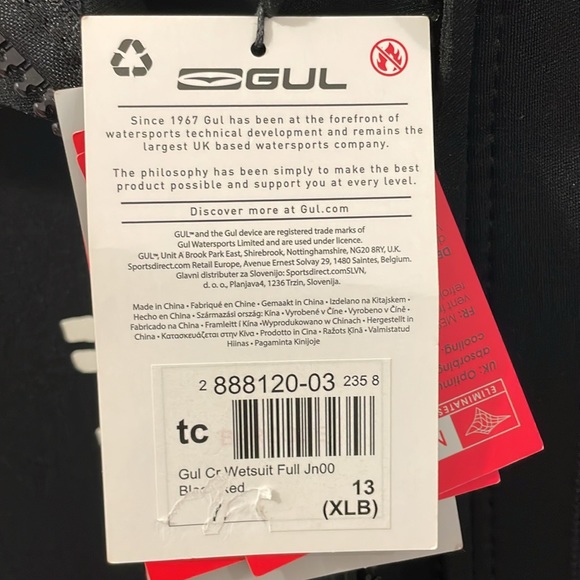 GUL
Since 1967 Gul has been at the forefront of
watersports technical development and remains the
largest UK based watersports company.
The philosophy has been simply to make the best
product possible and support you at every level.
Discover more at Gul.com
GUL™ and the Gul device are registered trade marks of
Gul Watersports Limited and are used under licence.
GUL™, Unit A Brook Park East, Shirebrook, Nottinghamshire, NG20 8RY, U.K.
Sportsdirect.com Retail Europe, Avenue Ernest Solvay 29, 1480 Saintes, Belgium.
Glavni distributer za Slovenijo: Sportsdirect.comSLVN,
d. o. o., Planjava4, 1236 Trzin, Slovenija.
Made in China • Fabriqué en Chine • Gemaakt in China • Izdelano na Kitajskem •
Hecho en China • Származási ország: Kína • Vyrobené v Číne • Vyrobeno v Číně •
Fabricado na China • Framleitt í Kína •Wyprodukowano w Chinach • Hergestellt in
China • Κατασκευάζεται στην Κίνα • Prodotto in Cina • Ražots Ķīnā • Valmistatud
Hiinas • Pagaminta Kinijoje
2 888120-03 235 8
tc
Gul Cr Wetsuit Full Jn00
13
(XLB)
ELIMINATES
UK: Optim
absorbin
cooling.
FR: Mé